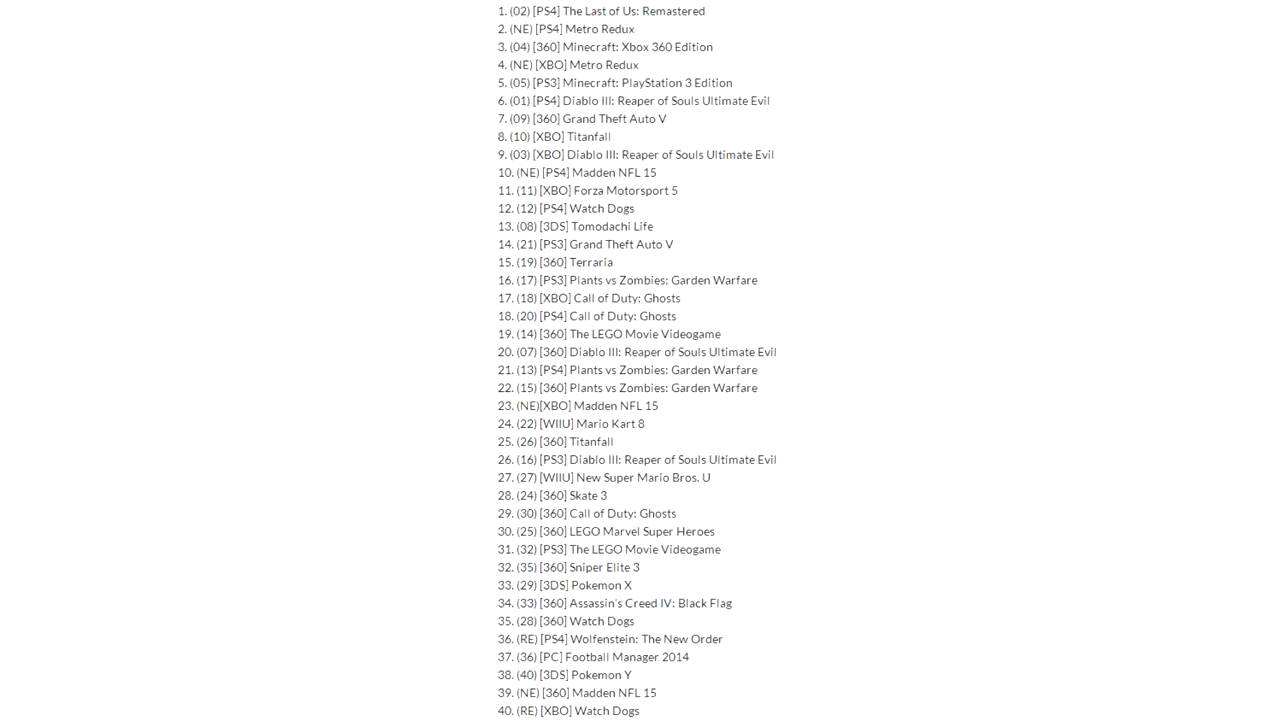 1. (02) [PS4] The Last of Us: Remastered
2. (NE) [PS4] Metro Redux
3. (04) [360] Minecraft: Xbox 360 Edition
4. (NE) [XBO] Metro Redux
5. (05) [PS3] Minecraft: PlayStation 3 Edition
6. (01) [PS4] Diablo III: Reaper of Souls Ultimate Evil
7. (09) [360] Grand Theft Auto V
8. (10) [XBO] Titanfall
9. (03) [XBO] Diablo III: Reaper of Souls Ultimate Evil
10. (NE) [PS4] Madden NFL 15
11. (11) [XBO] Forza Motorsport 5
12. (12) [PS4] Watch Dogs
13. (08) [3DS] Tomodachi Life
14. (21) [PS3] Grand Theft Auto V
15. (19) [360] Terraria
16. (17) [PS3] Plants vs Zombies: Garden Warfare
17. (18) [XBO] Call of Duty: Ghosts
18. (20) [PS4] Call of Duty: Ghosts
19. (14) [360] The LEGO Movie Videogame
20. (07) [360] Diablo III: Reaper of Souls Ultimate Evil
21. (13) [PS4] Plants vs Zombies: Garden Warfare
22. (15) [360] Plants vs Zombies: Garden Warfare
23. (NE)[XBO] Madden NFL 15
24. (22) [WIIU] Mario Kart 8
25. (26) [360] Titanfall
26. (16) [PS3] Diablo III: Reaper of Souls Ultimate Evil
27. (27) [WIIU] New Super Mario Bros. U
28. (24) [360] Skate 3
29. (30) [360] Call of Duty: Ghosts
30. (25) [360] LEGO Marvel Super Heroes
31. (32) [PS3] The LEGO Movie Videogame
32. (35) [360] Sniper Elite 3
33. (29) [3DS] Pokemon X
34. (33) [360] Assassin's Creed IV: Black Flag
35. (28) [360] Watch Dogs
36. (RE) [PS4] Wolfenstein: The New Order
37. (36) [PC] Football Manager 2014
38. (40) [3DS] Pokemon Y
39. (NE) [360] Madden NFL 15
40. (RE) [XBO] Watch Dogs